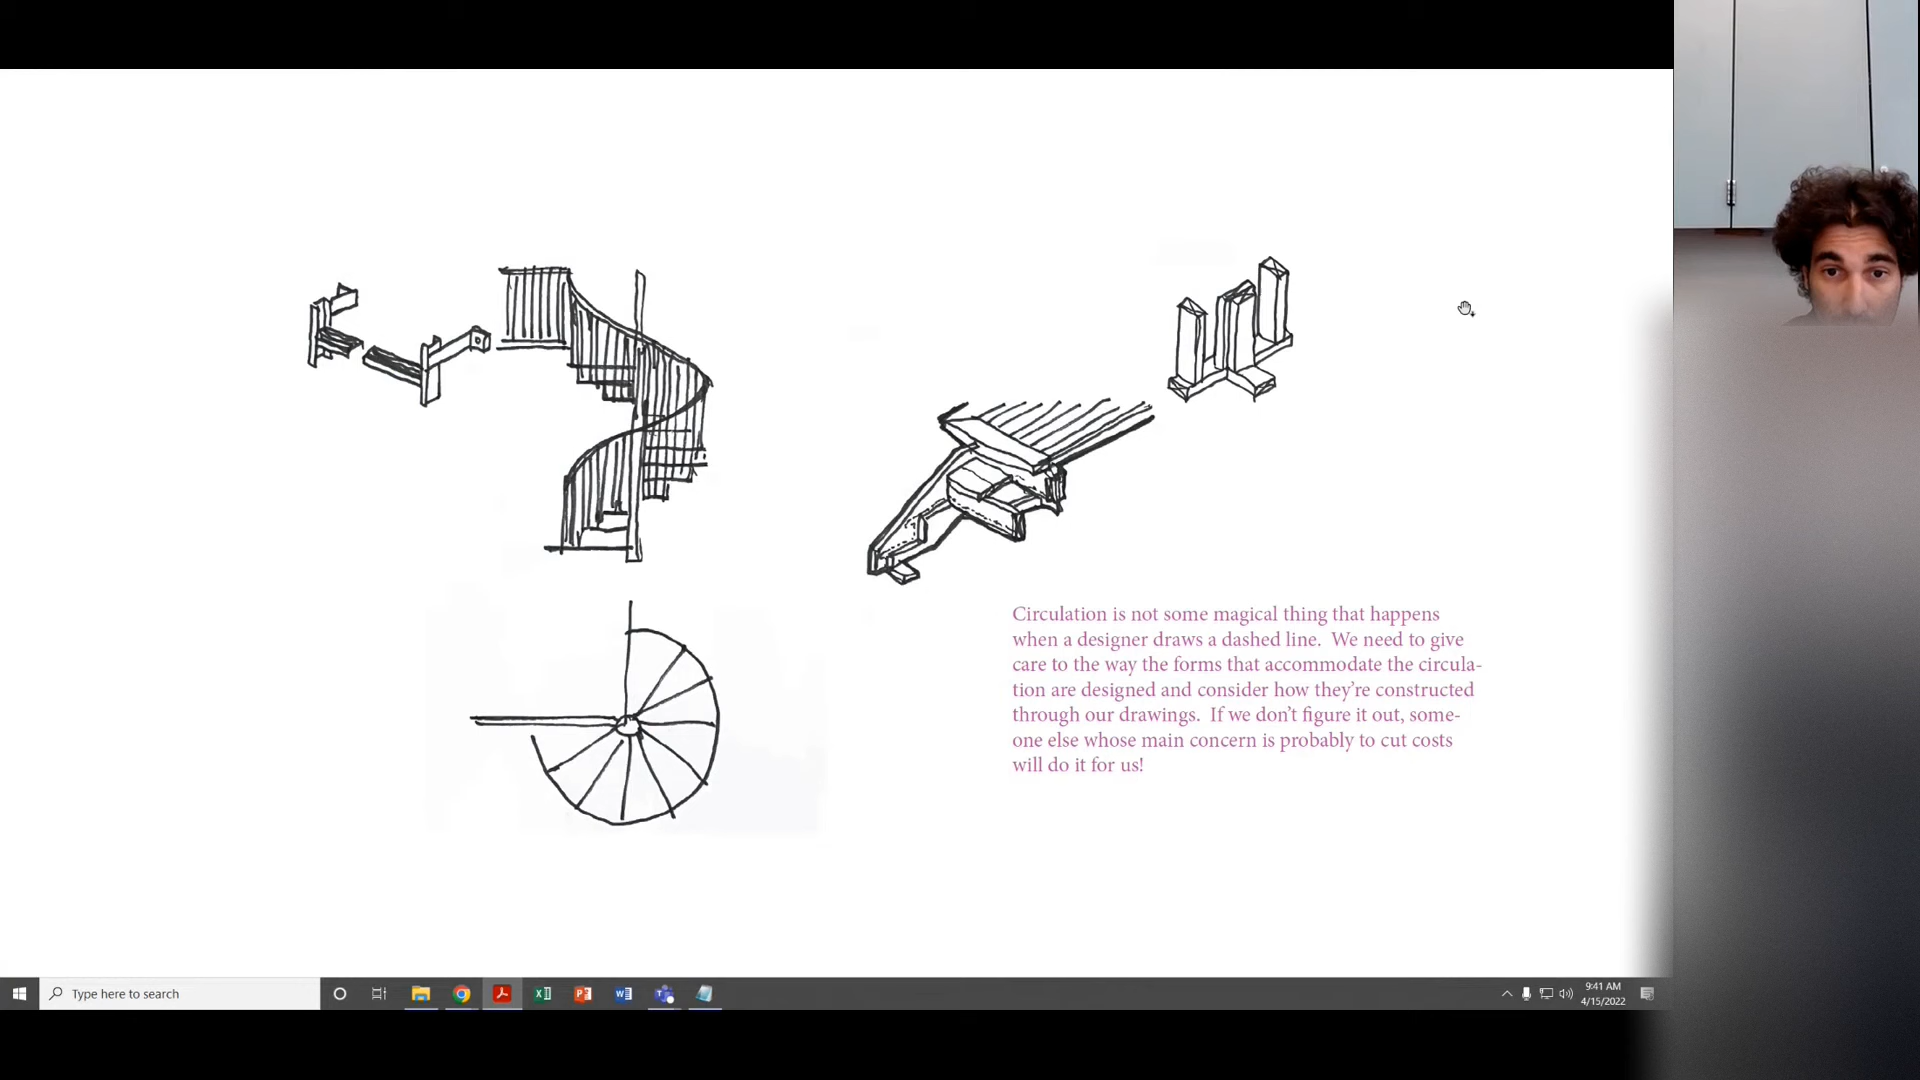 Circulation is not some magical thing that happens
when a designer draws a dashed line.  We need to give
care to the way the forms that accommodate the circula-
tion are designed and consider how they’re constructed
through our drawings.  If we don’t figure it out, some-
one else whose main concern is probably to cut costs
will do it for us!
Type here to search
9:41 AM
4/15/2022